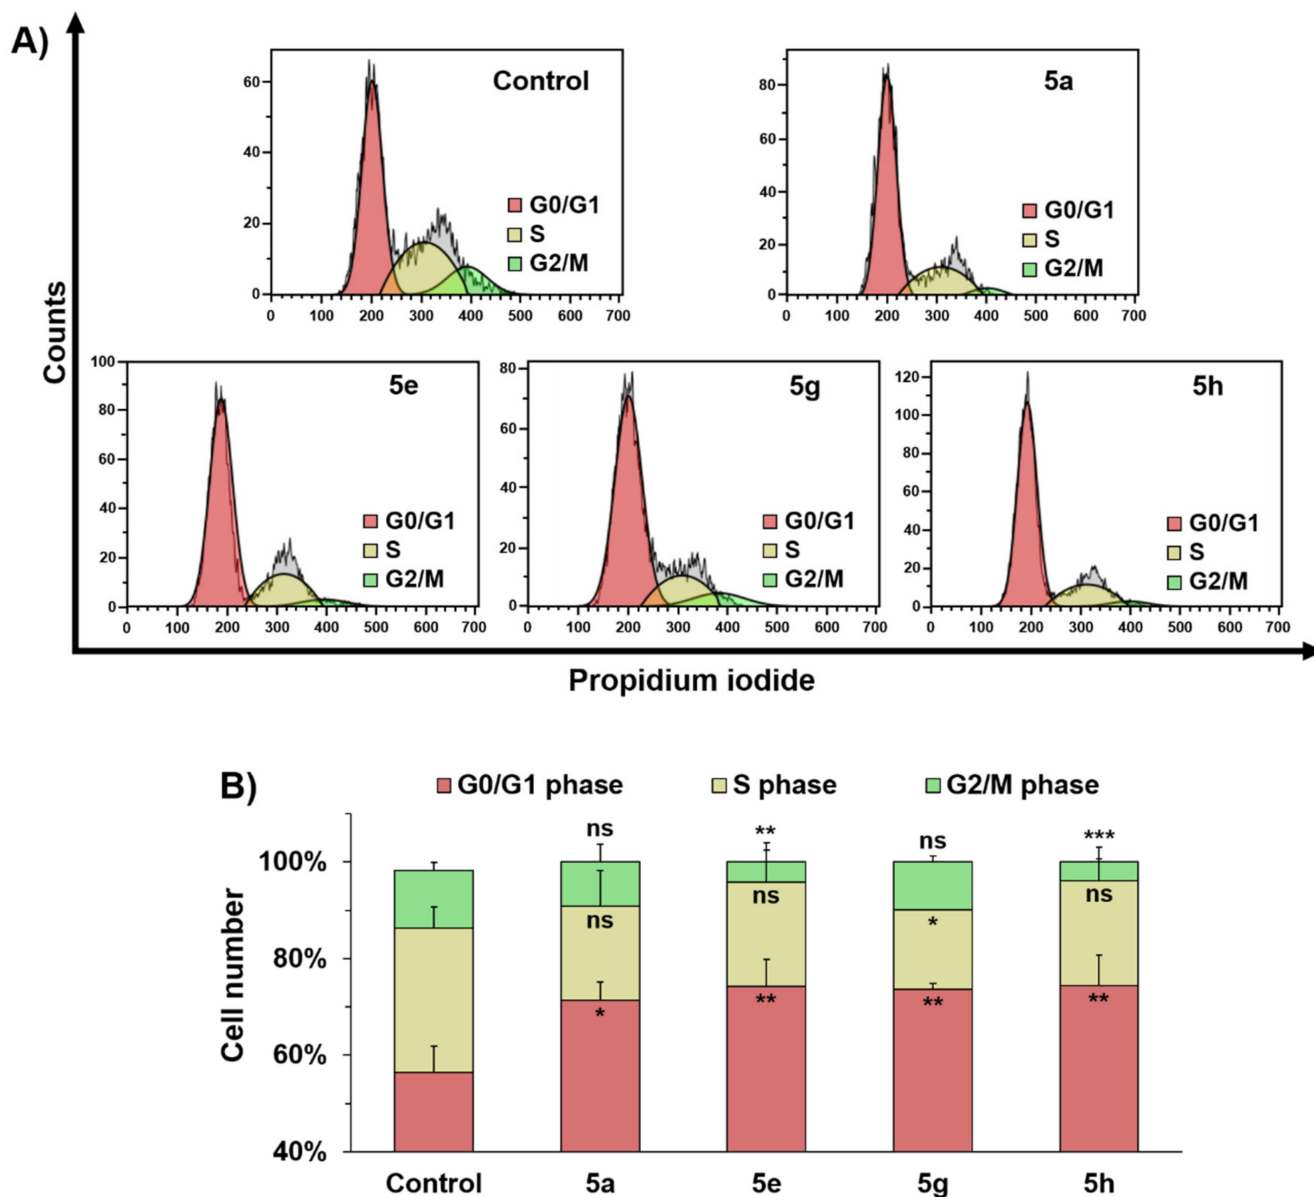 A)
Counts
Control
60
40
20
0
G0/G1
S
G2/M
0 100 200 300 400 500 600 700
5a
80
60
40
20
0
G0/G1
S
G2/M
0 100 200 300 400 500 600 700
5e
100
80
60
40
20
0
G0/G1
S
G2/M
0 100 200 300 400 500 600 700
5g
80
60
40
20
0
G0/G1
S
G2/M
0 100 200 300 400 500 600 700
5h
120
100
80
60
40
20
0
G0/G1
S
G2/M
0 100 200 300 400 500 600 700
Propidium iodide
B)
G0/G1 phase S phase G2/M phase
Cell number
100%
80%
60%
40%
ns ** ns ***
ns ns * ns
* ** ** **
Control 5a 5e 5g 5h